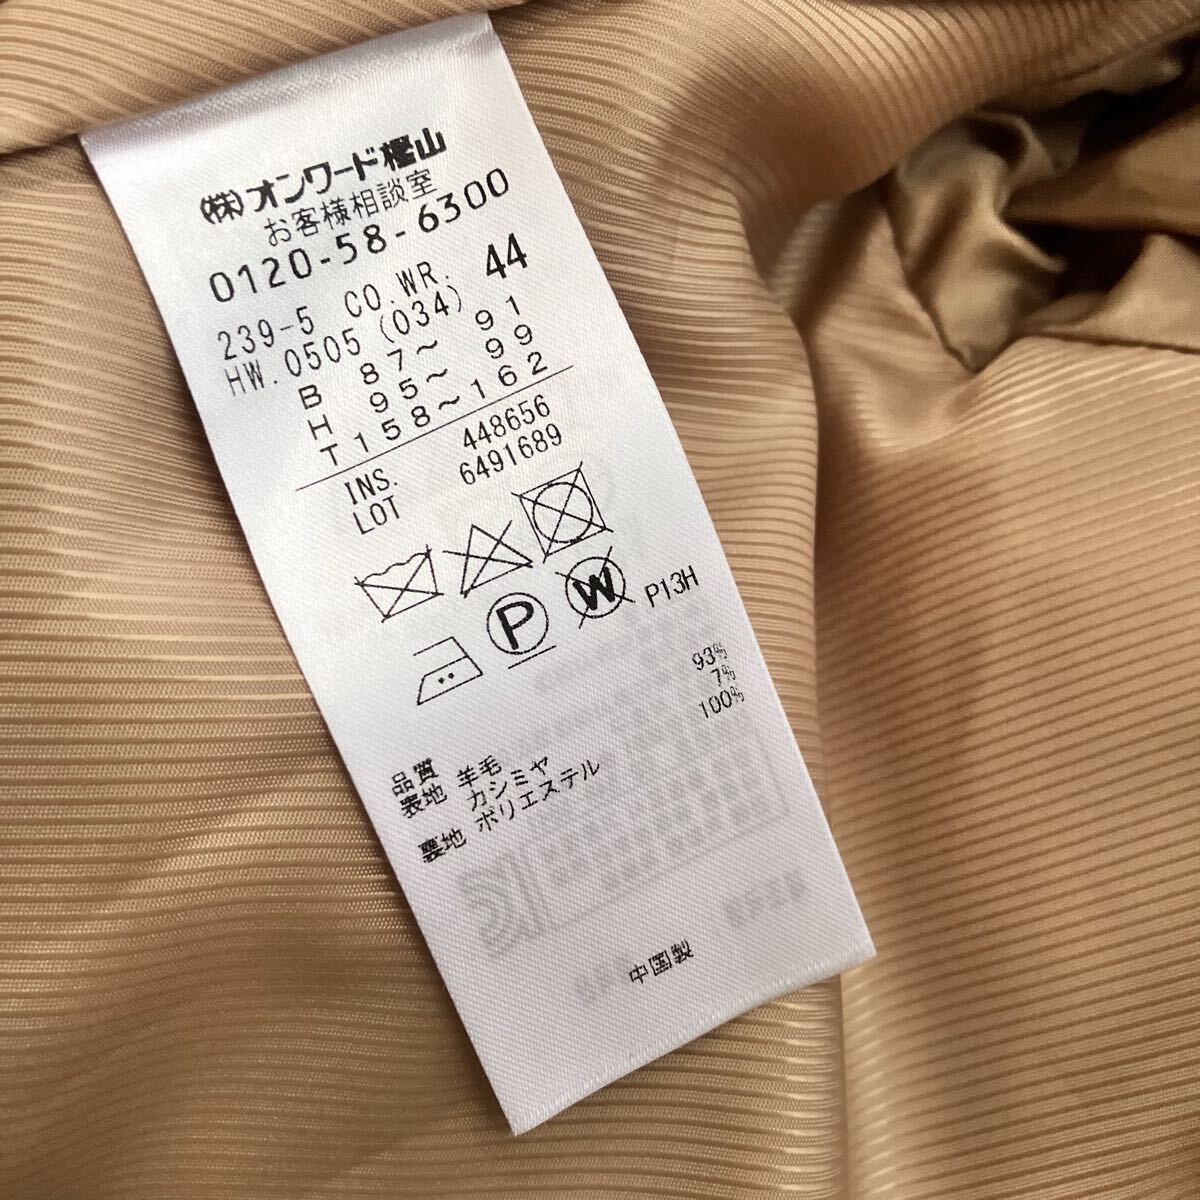 (株)オンワード樫山
お客様相談室
0120-58-6300
239-5 CO.WR. 44
HW.0505(034)
B 87～ 91
H 95～ 99
T158～162
INS. 448656
LOT 6491689
P W P13H
品質
表地 羊毛 93%
カシミヤ 7%
裏地 ポリエステル 100%
中国製